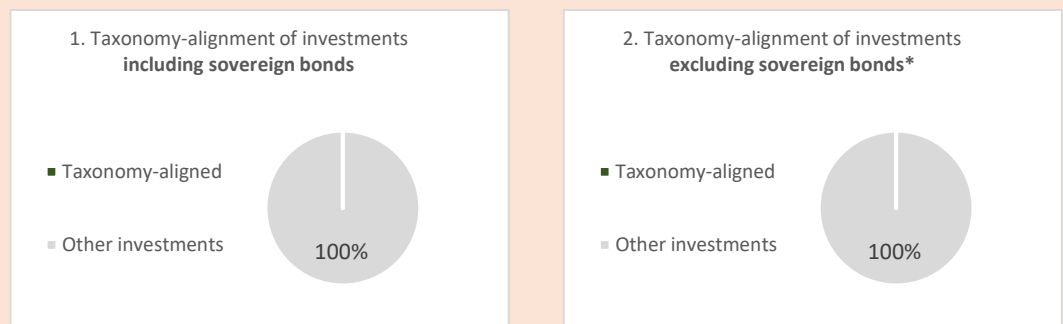 1. Taxonomy-alignment of investments
including sovereign bonds
Taxonomy-aligned
Other investments
100%
2. Taxonomy-alignment of investments
excluding sovereign bonds*
Taxonomy-aligned
Other investments
100%